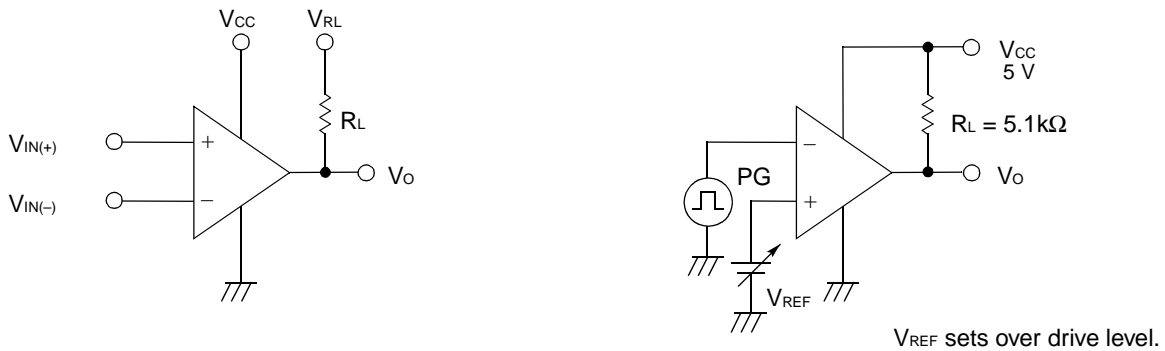 VCC
VRL
RL
VIN(+)
+
VO
VIN(−)
−
VCC
5 V
RL = 5.1kΩ
−
PG
VO
+
VREF
VREF sets over drive level.